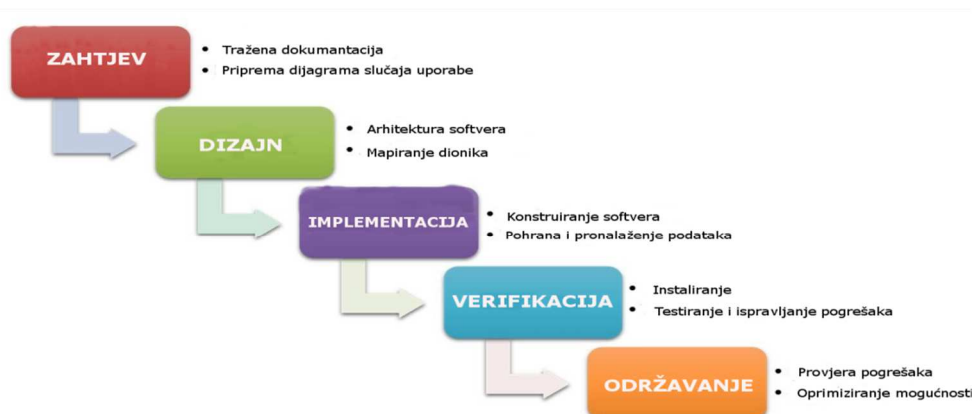 ZAHTJEV
• Tražena dokumantacija
• Priprema dijagrama slučaja uporabe
DIZAJN
• Arhitektura softvera
• Mapiranje dionika
IMPLEMENTACIJA
• Konstruiranje softvera
• Pohrana i pronalaženje podataka
VERIFIKACIJA
• Instaliranje
• Testiranje i ispravljanje pogrešaka
ODRŽAVANJE
• Provjera pogrešaka
• Oprimiziranje mogućnosti